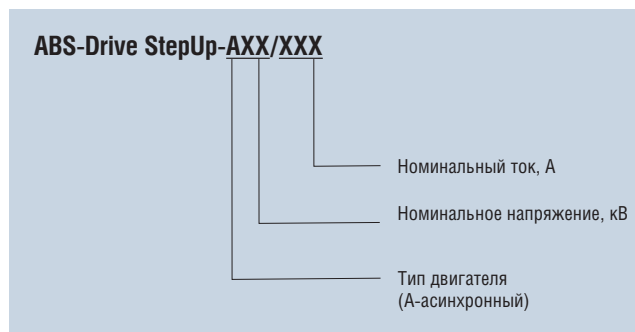 ABS-Drive StepUp-AXX/XXX
Номинальный ток, А
Номинальное напряжение, кВ
Тип двигателя
(А-асинхронный)